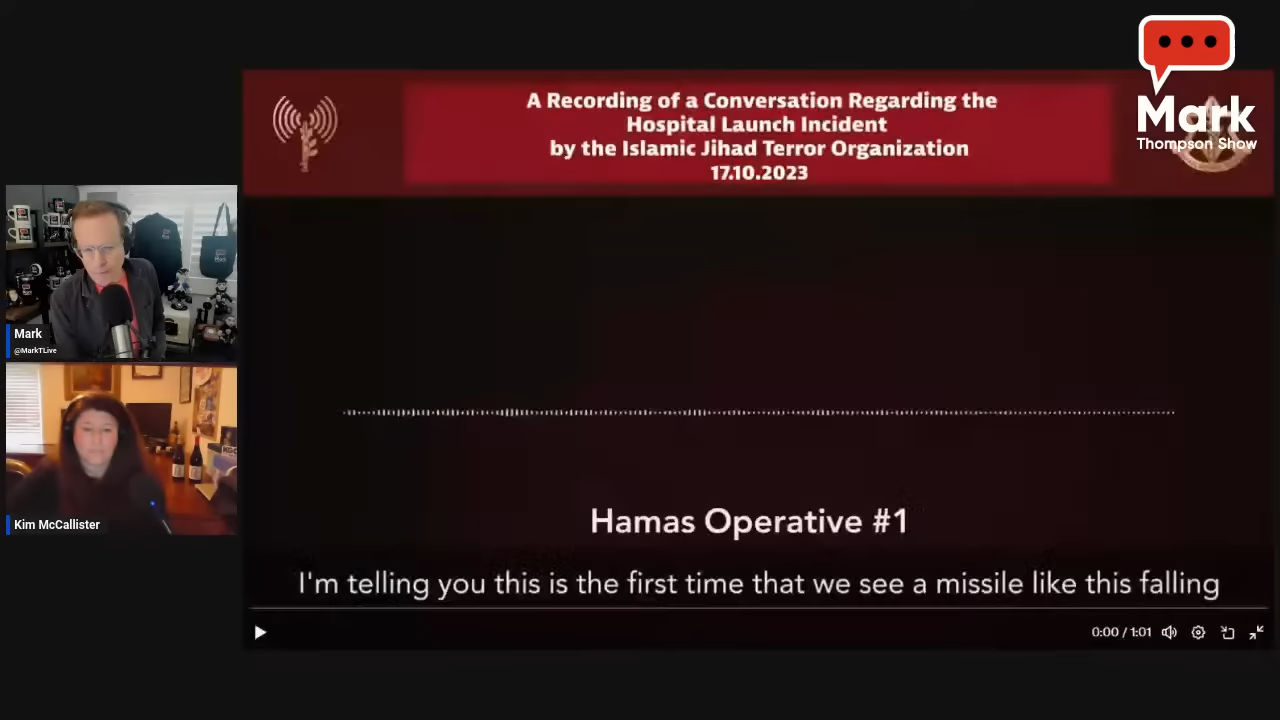 Mark
Thompson Show
A Recording of a Conversation Regarding the
Hospital Launch Incident
by the Islamic Jihad Terror Organization
17.10.2023
Mark
@MarkTLive
Kim McCallister
Hamas Operative #1
I'm telling you this is the first time that we see a missile like this falling
0:00 / 1:01